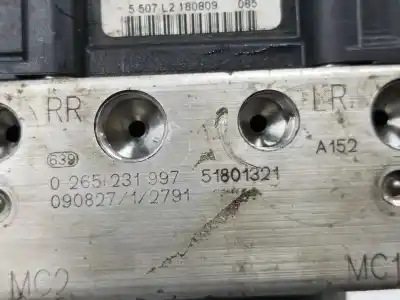 5 507 L2 180809 085
RR LR
639 A152
0 265 231 997 51801321
090827/1/2791
MC2 MC1